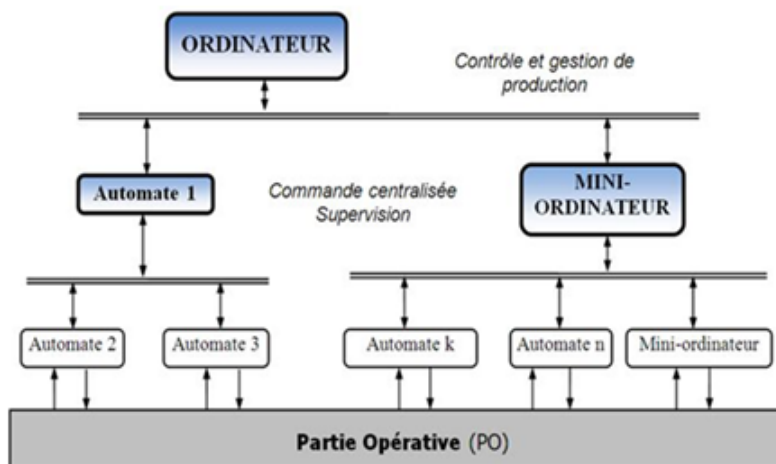 ORDINATEUR
Contrôle et gestion de
production
Automate 1
Commande centralisée
Supervision
MINI-
ORDINATEUR
Automate 2
Automate 3
Automate k
Automate n
Mini-ordinateur
Partie Opérative (PO)